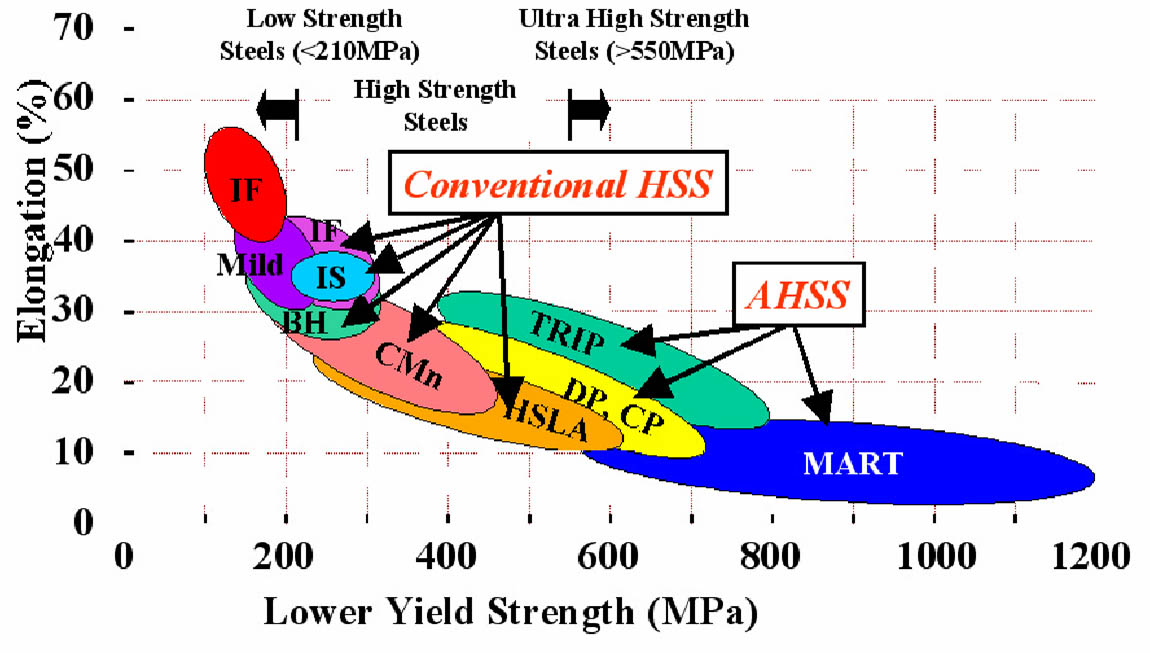 70
60
50
40
30
20
10
0
Elongation (%)
Low Strength
Steels (<210MPa)
High Strength
Steels
Ultra High Strength
Steels (>550MPa)
Conventional HSS
AHSS
IF
IF
Mild
IS
BH
CMn
HSLA
TRIP
DP, CP
MART
0 200 400 600 800 1000 1200
Lower Yield Strength (MPa)